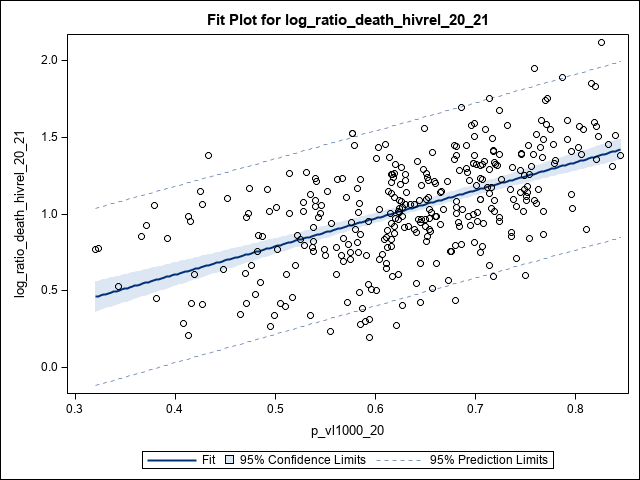 Fit Plot for log_ratio_death_hivrel_20_21
2.0
1.5
1.0
0.5
0.0
log_ratio_death_hivrel_20_21
0.3 0.4 0.5 0.6 0.7 0.8
p_vl1000_20
Fit 95% Confidence Limits 95% Prediction Limits